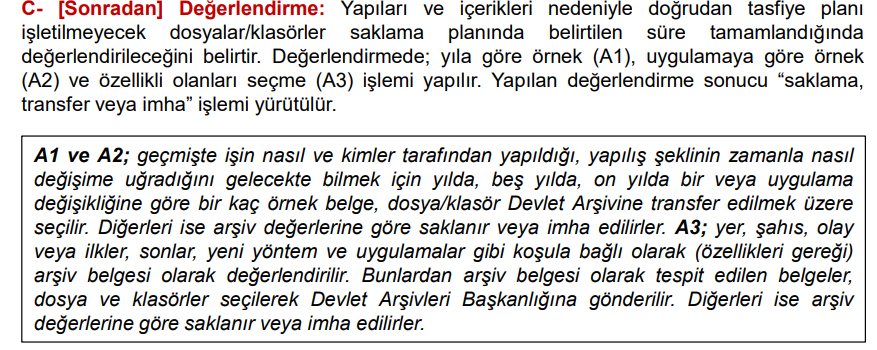 C- [Sonradan] Değerlendirme: Yapıları ve içerikleri nedeniyle doğrudan tasfiye planı
işletilmeyecek dosyalar/klasörler saklama planında belirtilen süre tamamlandığında
değerlendirileceğini belirtir. Değerlendirmede; yıla göre örnek (A1), uygulamaya göre örnek
(A2) ve özellikli olanları seçme (A3) işlemi yapılır. Yapılan değerlendirme sonucu “saklama,
transfer veya imha” işlemi yürütülür.
A1 ve A2; geçmişte işin nasıl ve kimler tarafından yapıldığı, yapılış şeklinin zamanla nasıl
değişime uğradığını gelecekte bilmek için yılda, beş yılda, on yılda bir veya uygulama
değişikliğine göre bir kaç örnek belge, dosya/klasör Devlet Arşivine transfer edilmek üzere
seçilir. Diğerleri ise arşiv değerlerine göre saklanır veya imha edilirler. A3; yer, şahıs, olay
veya ilkler, sonlar, yeni yöntem ve uygulamalar gibi koşula bağlı olarak (özellikleri gereği)
arşiv belgesi olarak değerlendirilir. Bunlardan arşiv belgesi olarak tespit edilen belgeler,
dosya ve klasörler seçilerek Devlet Arşivleri Başkanlığına gönderilir. Diğerleri ise arşiv
değerlerine göre saklanır veya imha edilirler.